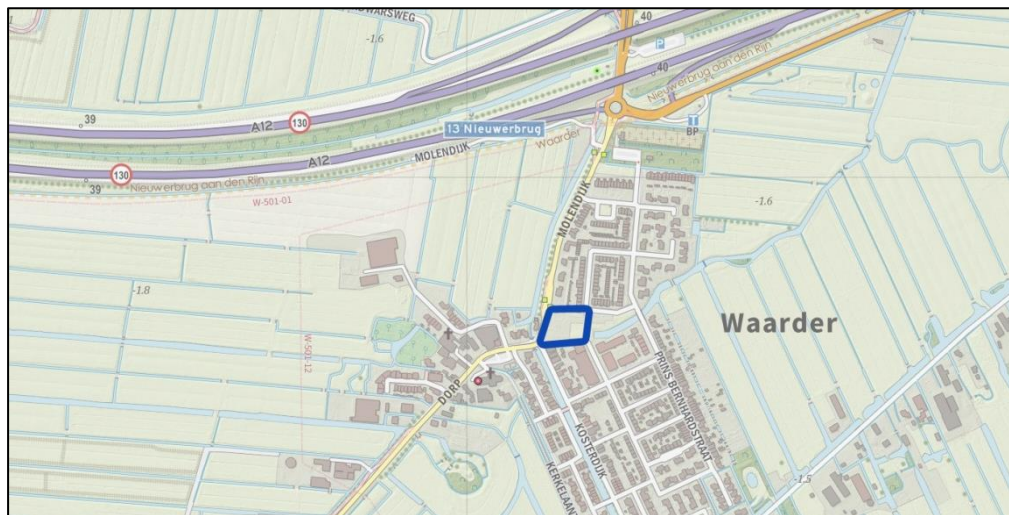 WARSWEG
-1.6
40
P
40
Nieuwerbrug aan den Rijn
39
A12
130
13 Nieuwerbrug
T
BP
A12
MOLENDIJK
Waarder
130
39
Nieuwerbrug aan den Rijn
W-501-01
MOLENDIJK
-1.6
-1.8
Waarder
W-501-12
DORP
PRINS BERNHARDSTRAAT
KOSTERDIJK
KERKELAAN
-1.5